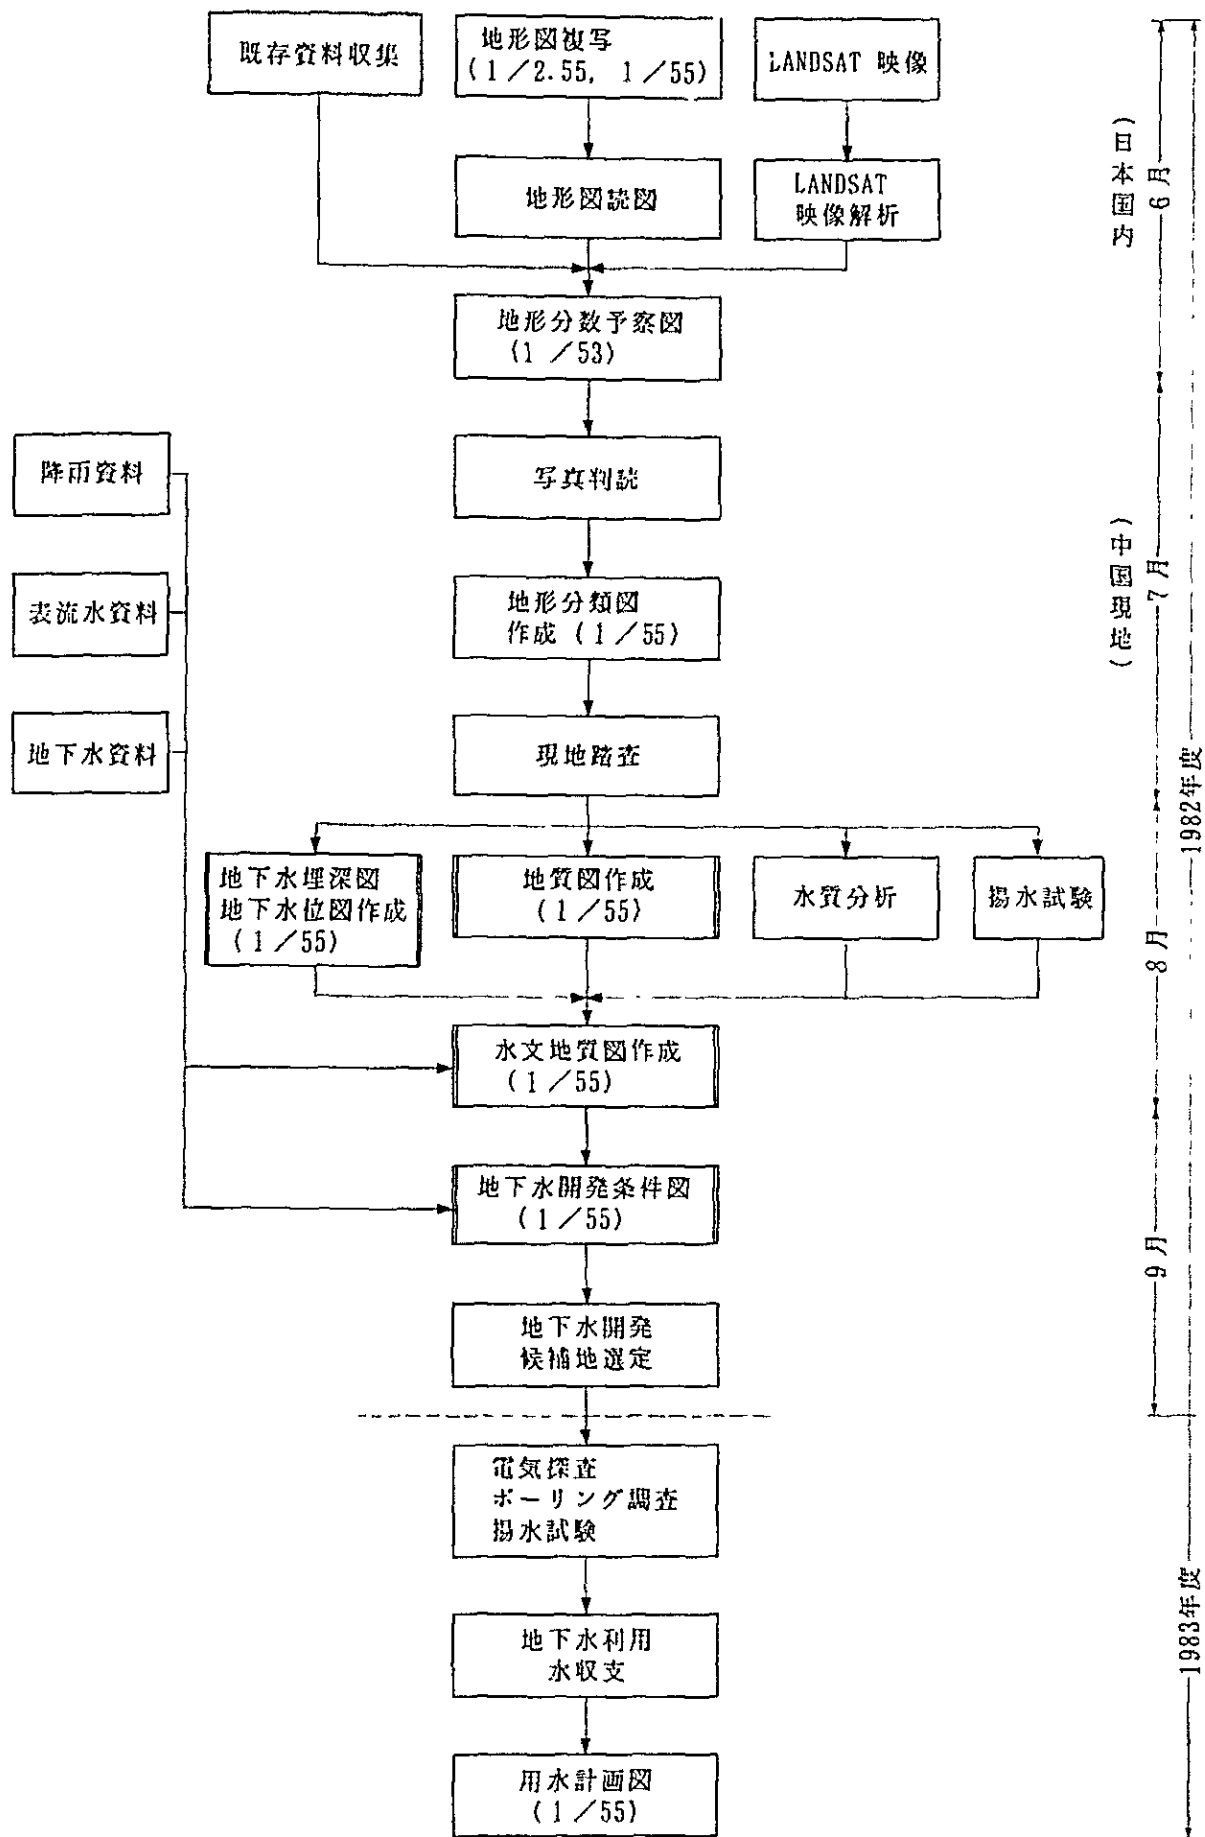 既存資料収集
地形図複写
(1／2.55, 1／55)
LANDSAT 映像
地形図読図
LANDSAT
映像解析
地形分数予察図
(1／53)
写真判読
降雨資料
地形分類図
作成 (1／55)
表流水資料
現地踏査
地下水資料
地下水埋深図
地下水位図作成
(1／55)
地質図作成
(1／55)
水質分析
揚水試験
水文地質図作成
(1／55)
地下水開発条件図
(1／55)
地下水開発
候補地選定
電気探査
ボーリング調査
揚水試験
地下水利用
水収支
用水計画図
(1／55)
(日本国内)
6月
(中国現地)
7月
8月
9月
1982年度
1983年度